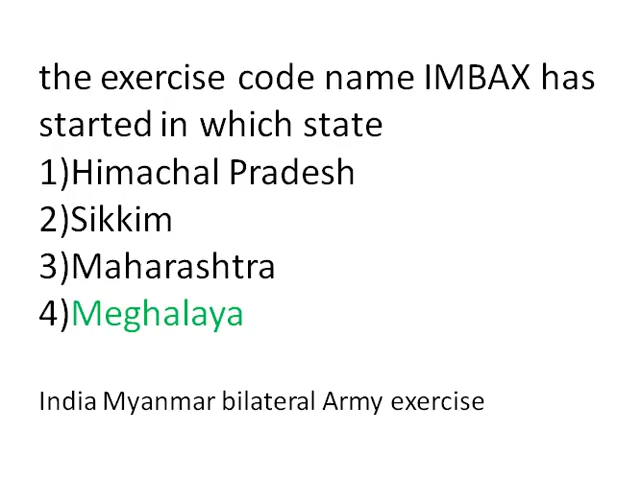 the exercise code name IMBAX has
started in which state
1)Himachal Pradesh
2)Sikkim
3)Maharashtra
4)Meghalaya
India Myanmar bilateral Army exercise